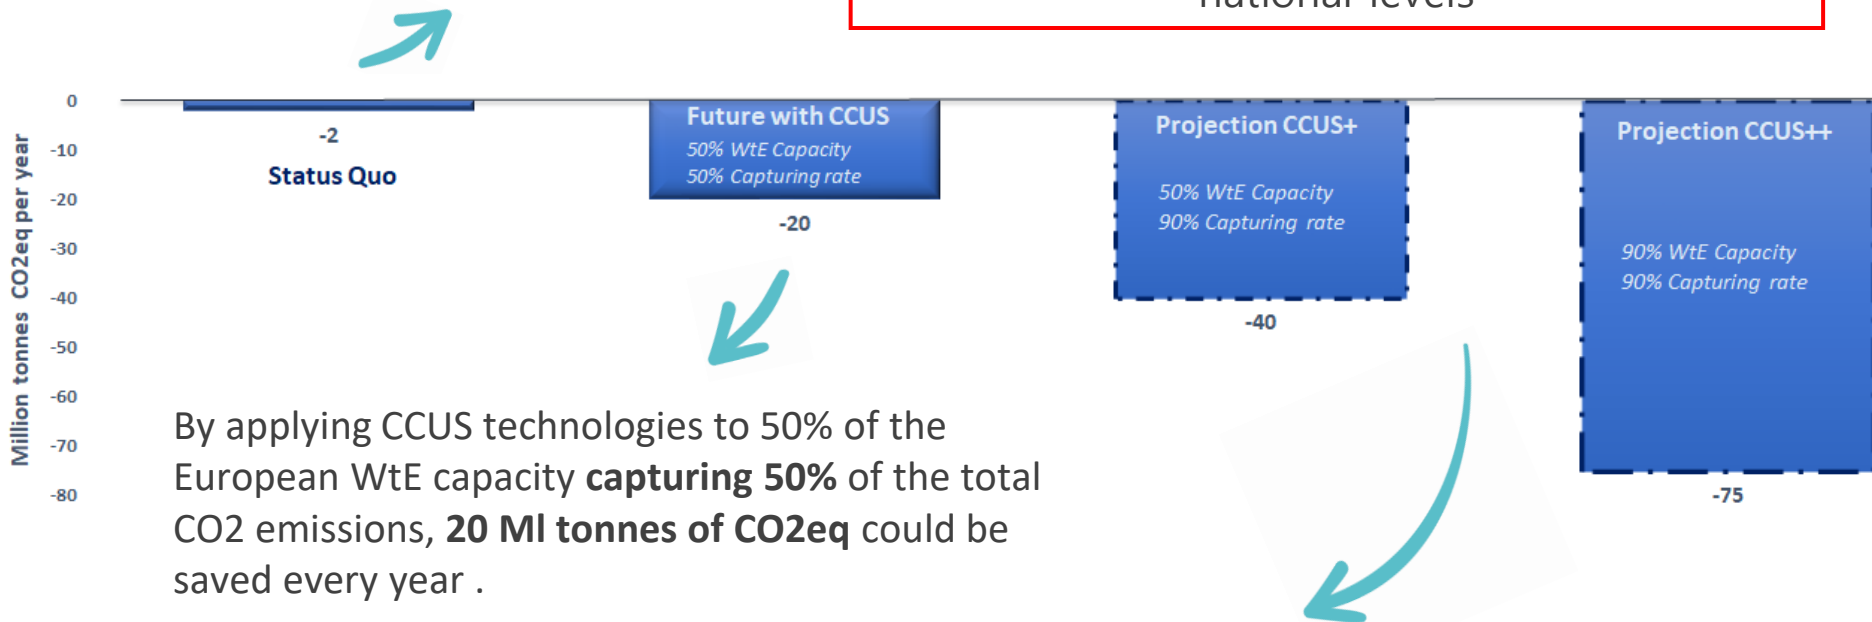 national levels
0
-10
-20
-30
-40
-50
-60
-70
-80
Million tonnes CO2eq per year
-2
Status Quo
Future with CCUS
50% WtE Capacity
50% Capturing rate
-20
Projection CCUS+
50% WtE Capacity
90% Capturing rate
-40
Projection CCUS++
90% WtE Capacity
90% Capturing rate
-75
By applying CCUS technologies to 50% of the
European WtE capacity capturing 50% of the total
CO2 emissions, 20 Ml tonnes of CO2eq could be
saved every year .